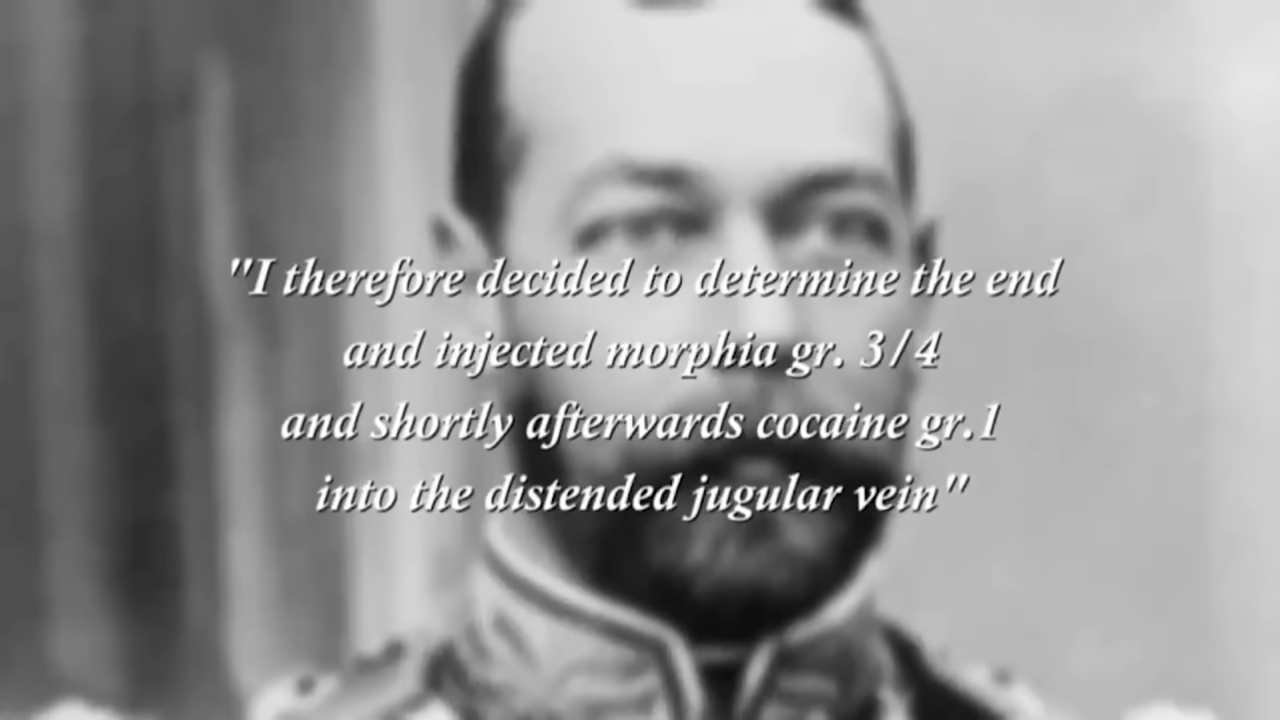 "I therefore decided to determine the end
and injected morphia gr. 3/4
and shortly afterwards cocaine gr.1
into the distended jugular vein"